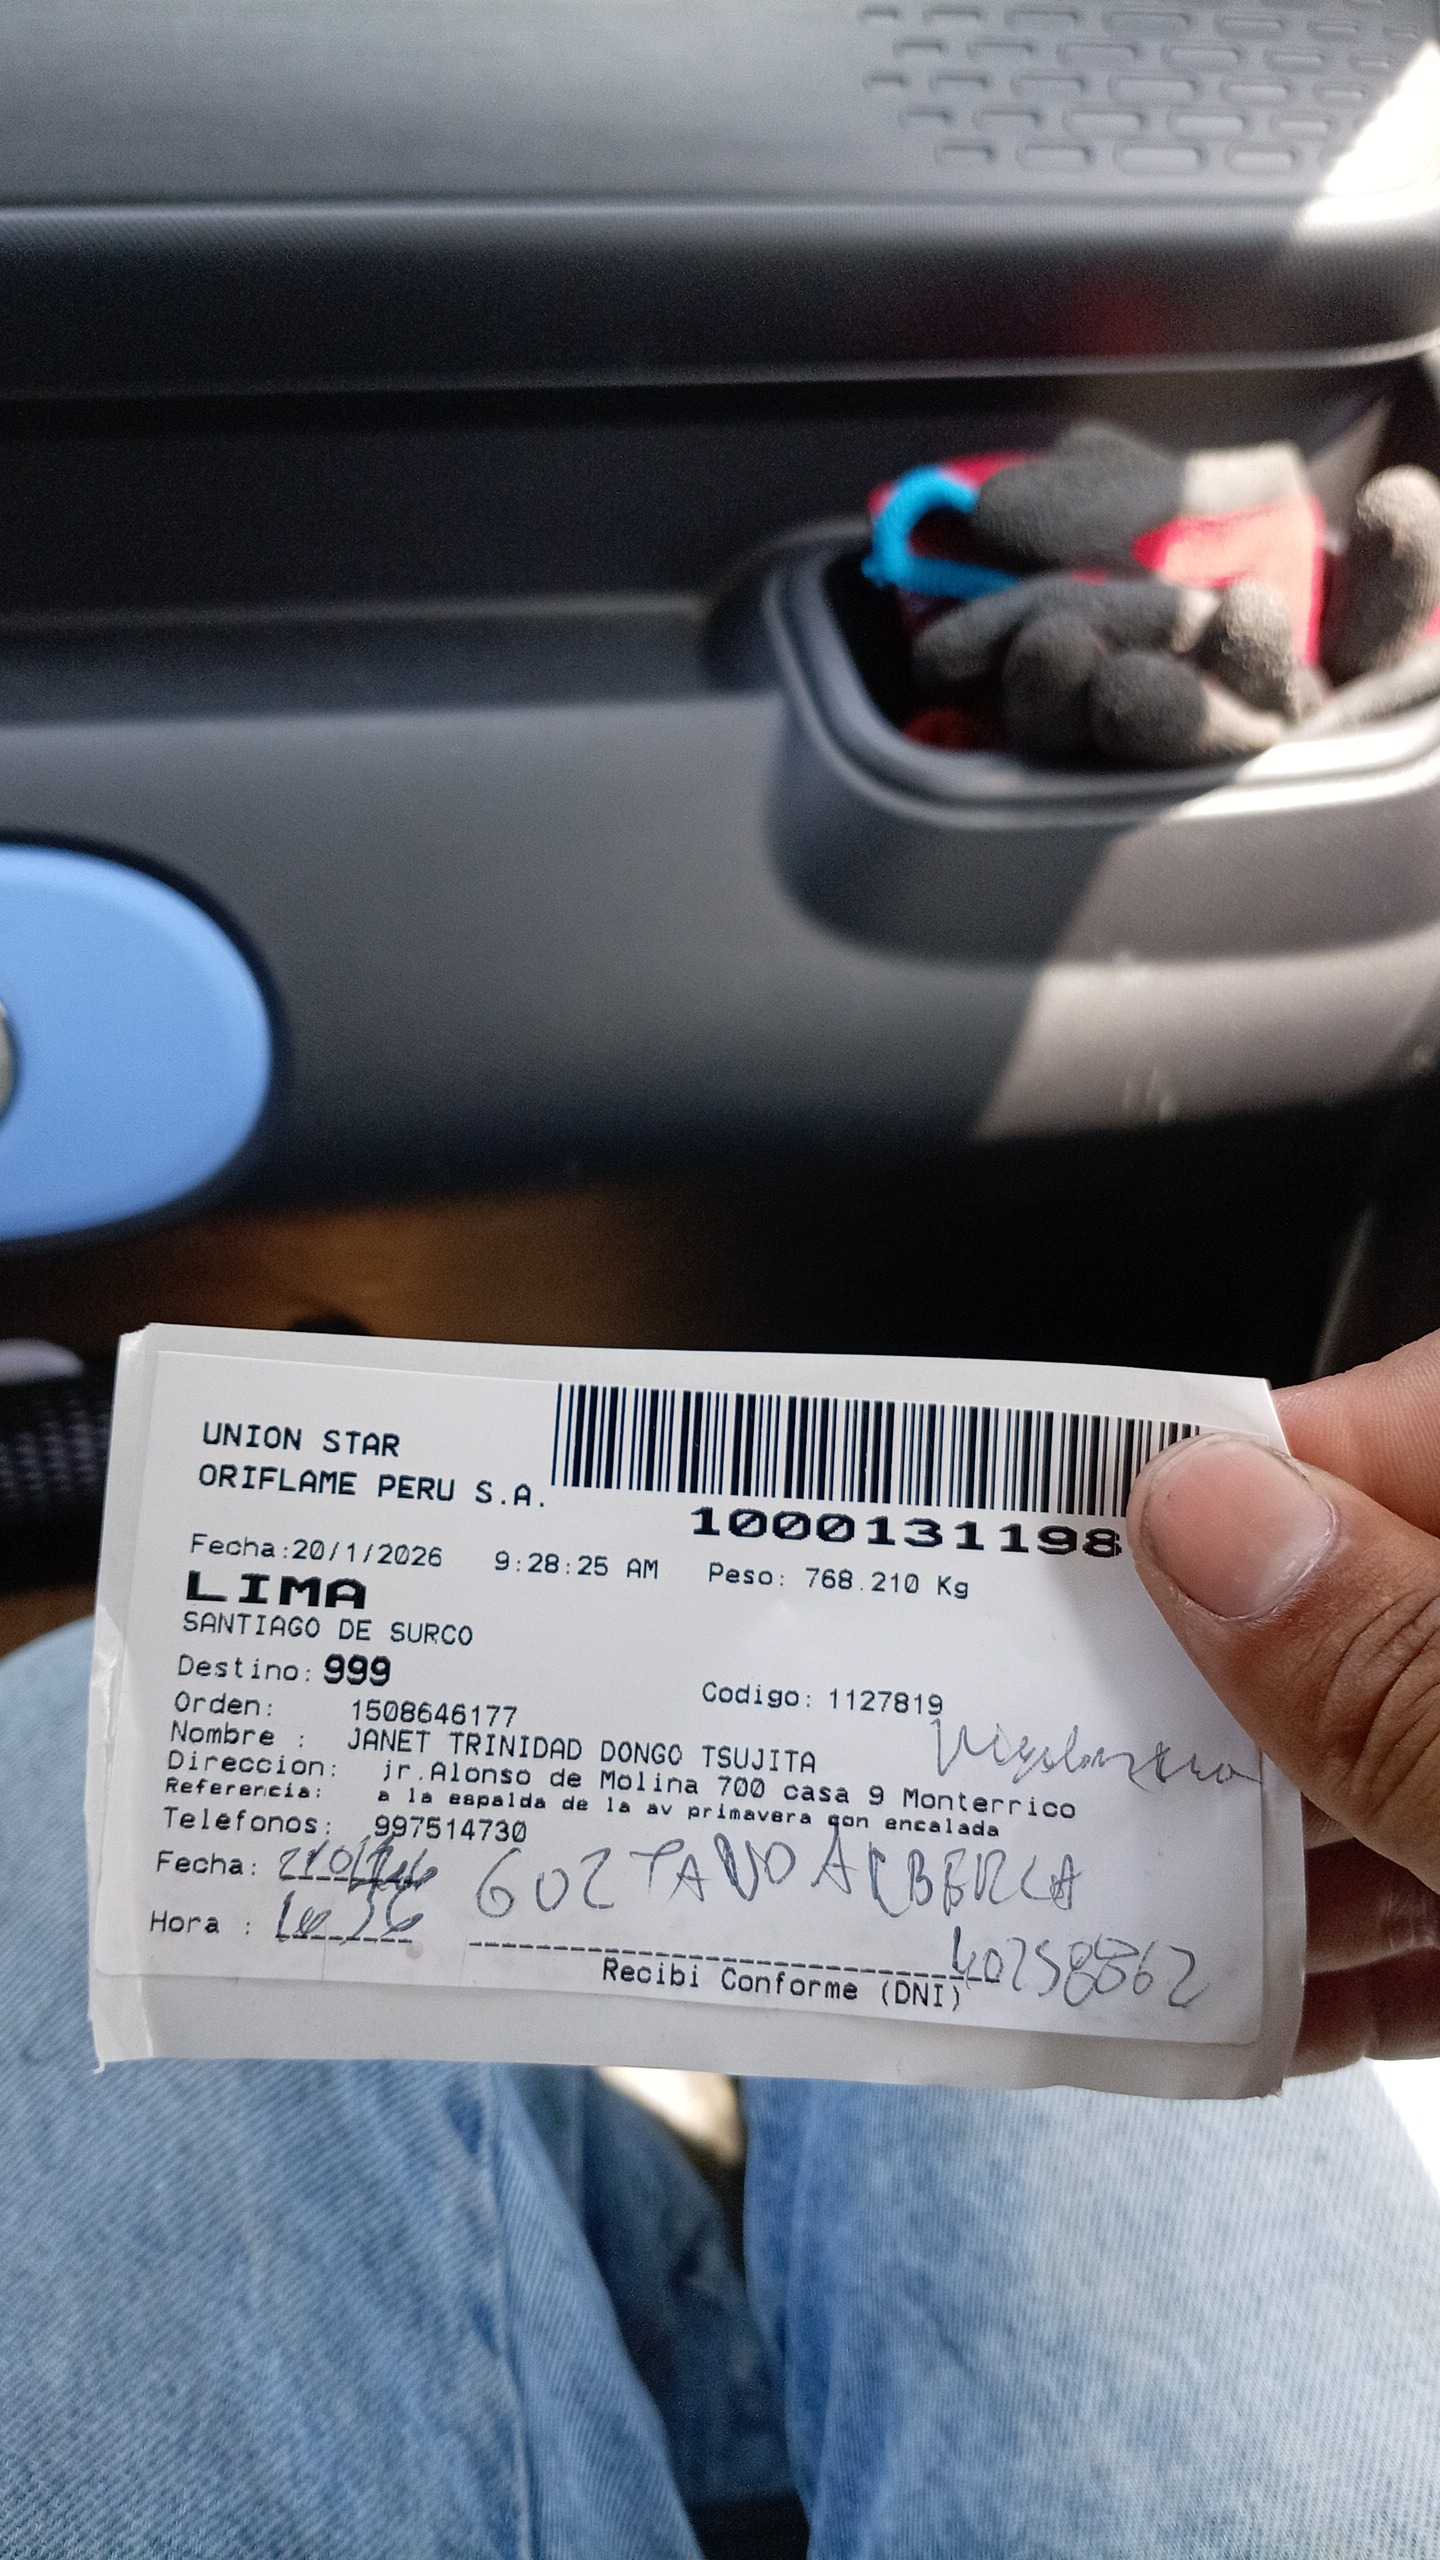 UNION STAR
ORIFLAME PERU S.A.
1000131198
Fecha:20/1/2026 9:28:25 AM Peso: 768.210 Kg
LIMA
SANTIAGO DE SURCO
Destino: 999
Orden: 1508646177 Codigo: 1127819
Nombre : JANET TRINIDAD DONGO TSUJITA
Direccion: jr.Alonso de Molina 700 casa 9 Monterrico
Referencia: a la espalda de la av primavera con encalada
Telefonos: 997514730
Fecha: GUZTAVO ALBERCA
Hora :
40258862
Recibi Conforme (DNI)